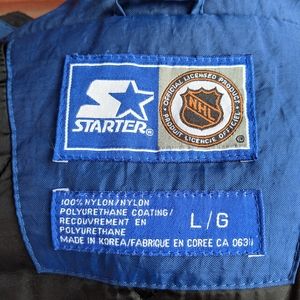 STARTER®
OFFICIAL LICENSED PRODUCT
NHL
PRODUIT LICENCIE OFFICIEL
100% NYLON/NYLON
POLYURETHANE COATING/
RECOUVREMENT EN
POLYURETHANE
L/G
MADE IN KOREA/FABRIQUE EN COREE CA